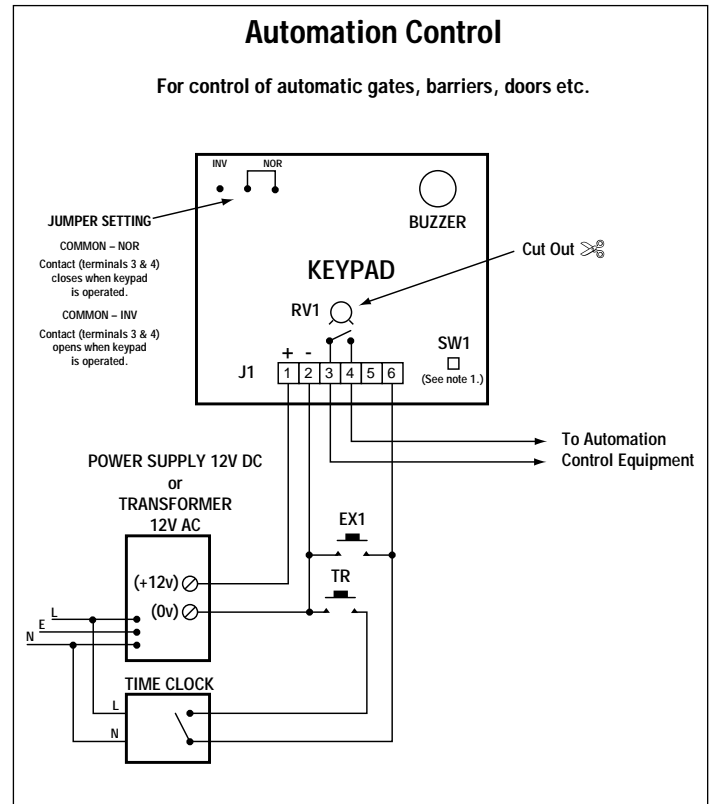 Automation Control
For control of automatic gates, barriers, doors etc.
INV NOR
JUMPER SETTING
COMMON – NOR
Contact (terminals 3 & 4)
closes when keypad
is operated.
COMMON – INV
Contact (terminals 3 & 4)
opens when keypad
is operated.
BUZZER
Cut Out
KEYPAD
RV1
SW1
(See note 1.)
+ -
J1 1 2 3 4 5 6
To Automation
Control Equipment
POWER SUPPLY 12V DC
or
TRANSFORMER
12V AC
EX1
TR
(+12v)
(0v)
L
E
N
TIME CLOCK
L
N